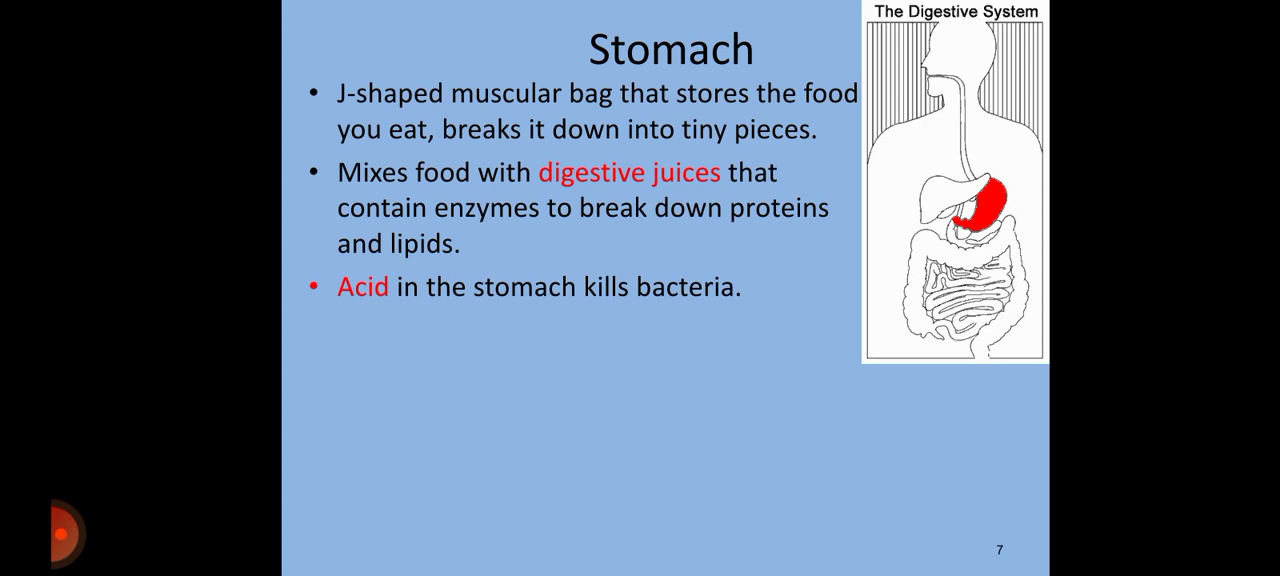 The Digestive System
Stomach
• J-shaped muscular bag that stores the food
you eat, breaks it down into tiny pieces.
• Mixes food with digestive juices that
contain enzymes to break down proteins
and lipids.
• Acid in the stomach kills bacteria.
7